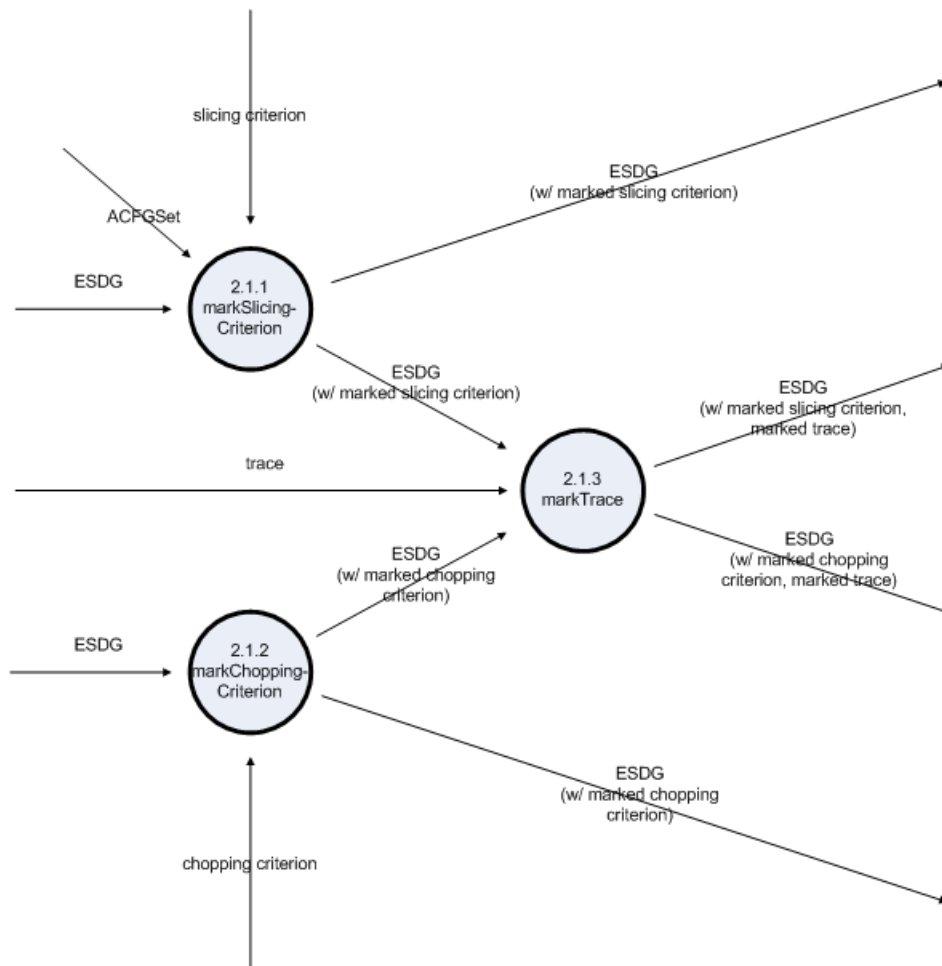 slicing criterion
ESDG
(w/ marked slicing criterion)
ACFGSet
ESDG
2.1.1
markSlicing-
Criterion
ESDG
(w/ marked slicing criterion)
ESDG
(w/ marked slicing criterion,
marked trace)
trace
2.1.3
markTrace
ESDG
(w/ marked chopping
criterion)
ESDG
(w/ marked chopping
criterion, marked trace)
ESDG
2.1.2
markChopping-
Criterion
ESDG
(w/ marked chopping
criterion)
chopping criterion